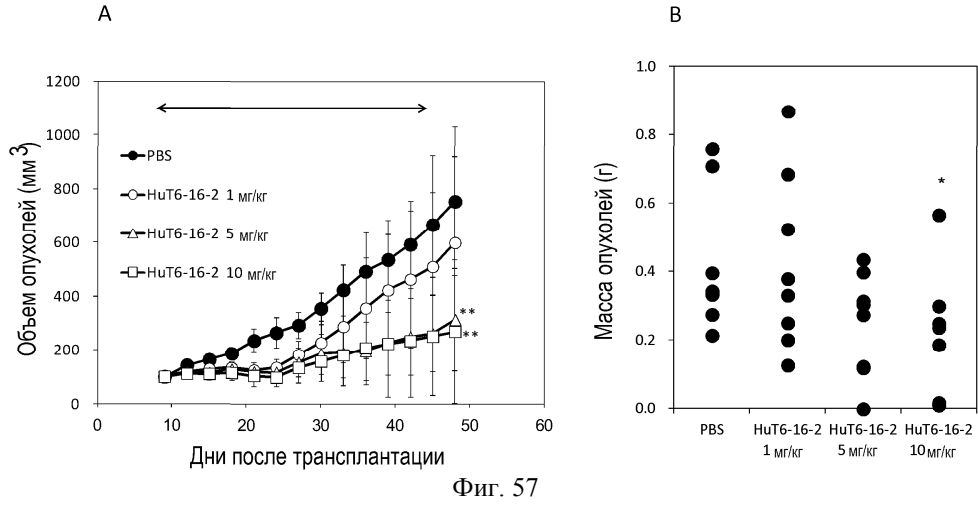 A
Объем опухолей (мм³)
1200
1000
800
600
400
200
0
PBS
HuT6-16-2 1 мг/кг
HuT6-16-2 5 мг/кг
HuT6-16-2 10 мг/кг
**
**
0 10 20 30 40 50 60
Дни после трансплантации
B
Масса опухолей (г)
1.0
0.8
0.6
0.4
0.2
0.0
*
PBS HuT6-16-2 HuT6-16-2 HuT6-16-2
1 мг/кг 5 мг/кг 10 мг/кг
Фиг. 57